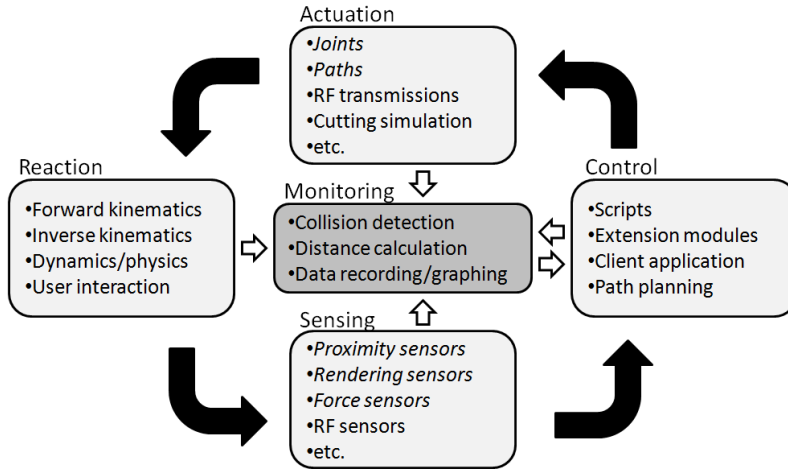 Actuation
•Joints
•Paths
•RF transmissions
•Cutting simulation
•etc.
Reaction
•Forward kinematics
•Inverse kinematics
•Dynamics/physics
•User interaction
Monitoring
•Collision detection
•Distance calculation
•Data recording/graphing
Control
•Scripts
•Extension modules
•Client application
•Path planning
Sensing
•Proximity sensors
•Rendering sensors
•Force sensors
•RF sensors
•etc.